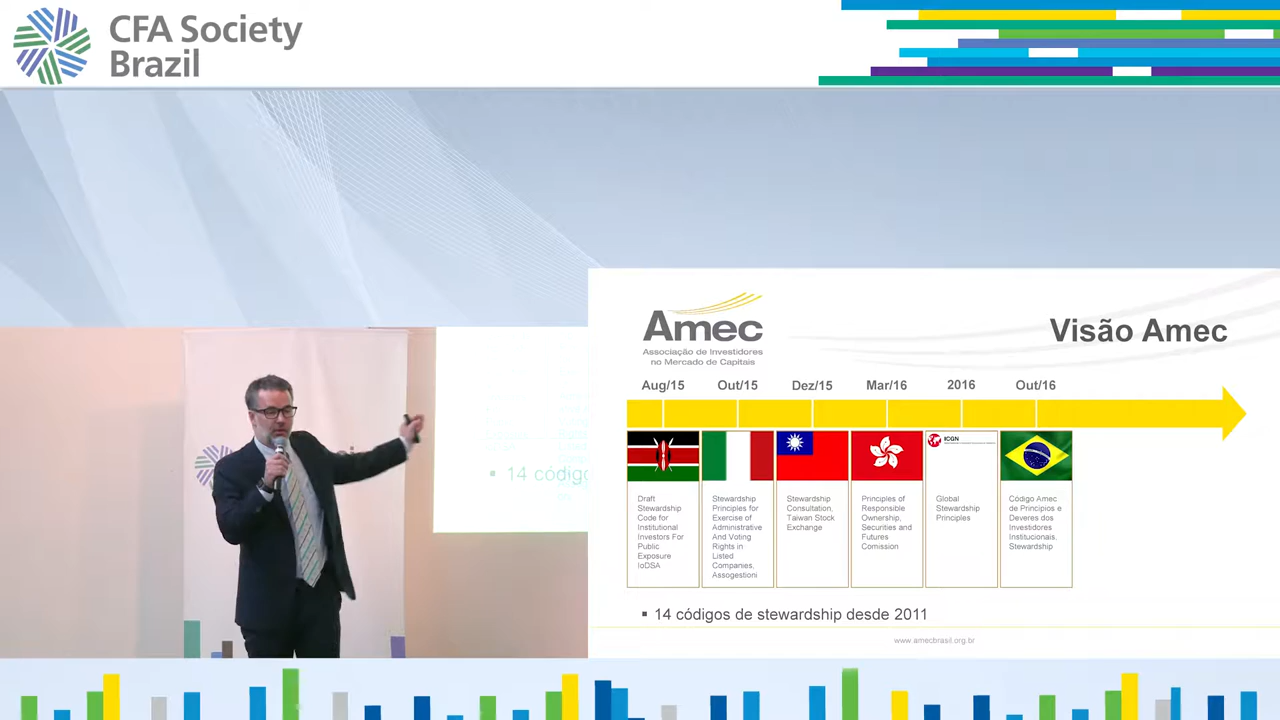 CFA Society
Brazil
Amec
Associação de Investidores
no Mercado de Capitais
Visão Amec
Aug/15
Out/15
Dez/15
Mar/16
2016
Out/16
Draft
Stewardship
Code for
Institutional
Investors For
Public
Exposure
IoDSA
Stewardship
Principles for
Exercise of
Administrative
And Voting
Rights in
Listed
Companies,
Assogestioni
Stewardship
Consultation,
Taiwan Stock
Exchange
Principles of
Responsible
Ownership,
Securities and
Futures
Comission
ICGN
Global
Stewardship
Principles
Código Amec
de Princípios e
Deveres dos
Investidores
Institucionais.
Stewardship
▪ 14 códigos de stewardship desde 2011
www.amecbrasil.org.br
▪ 14 código